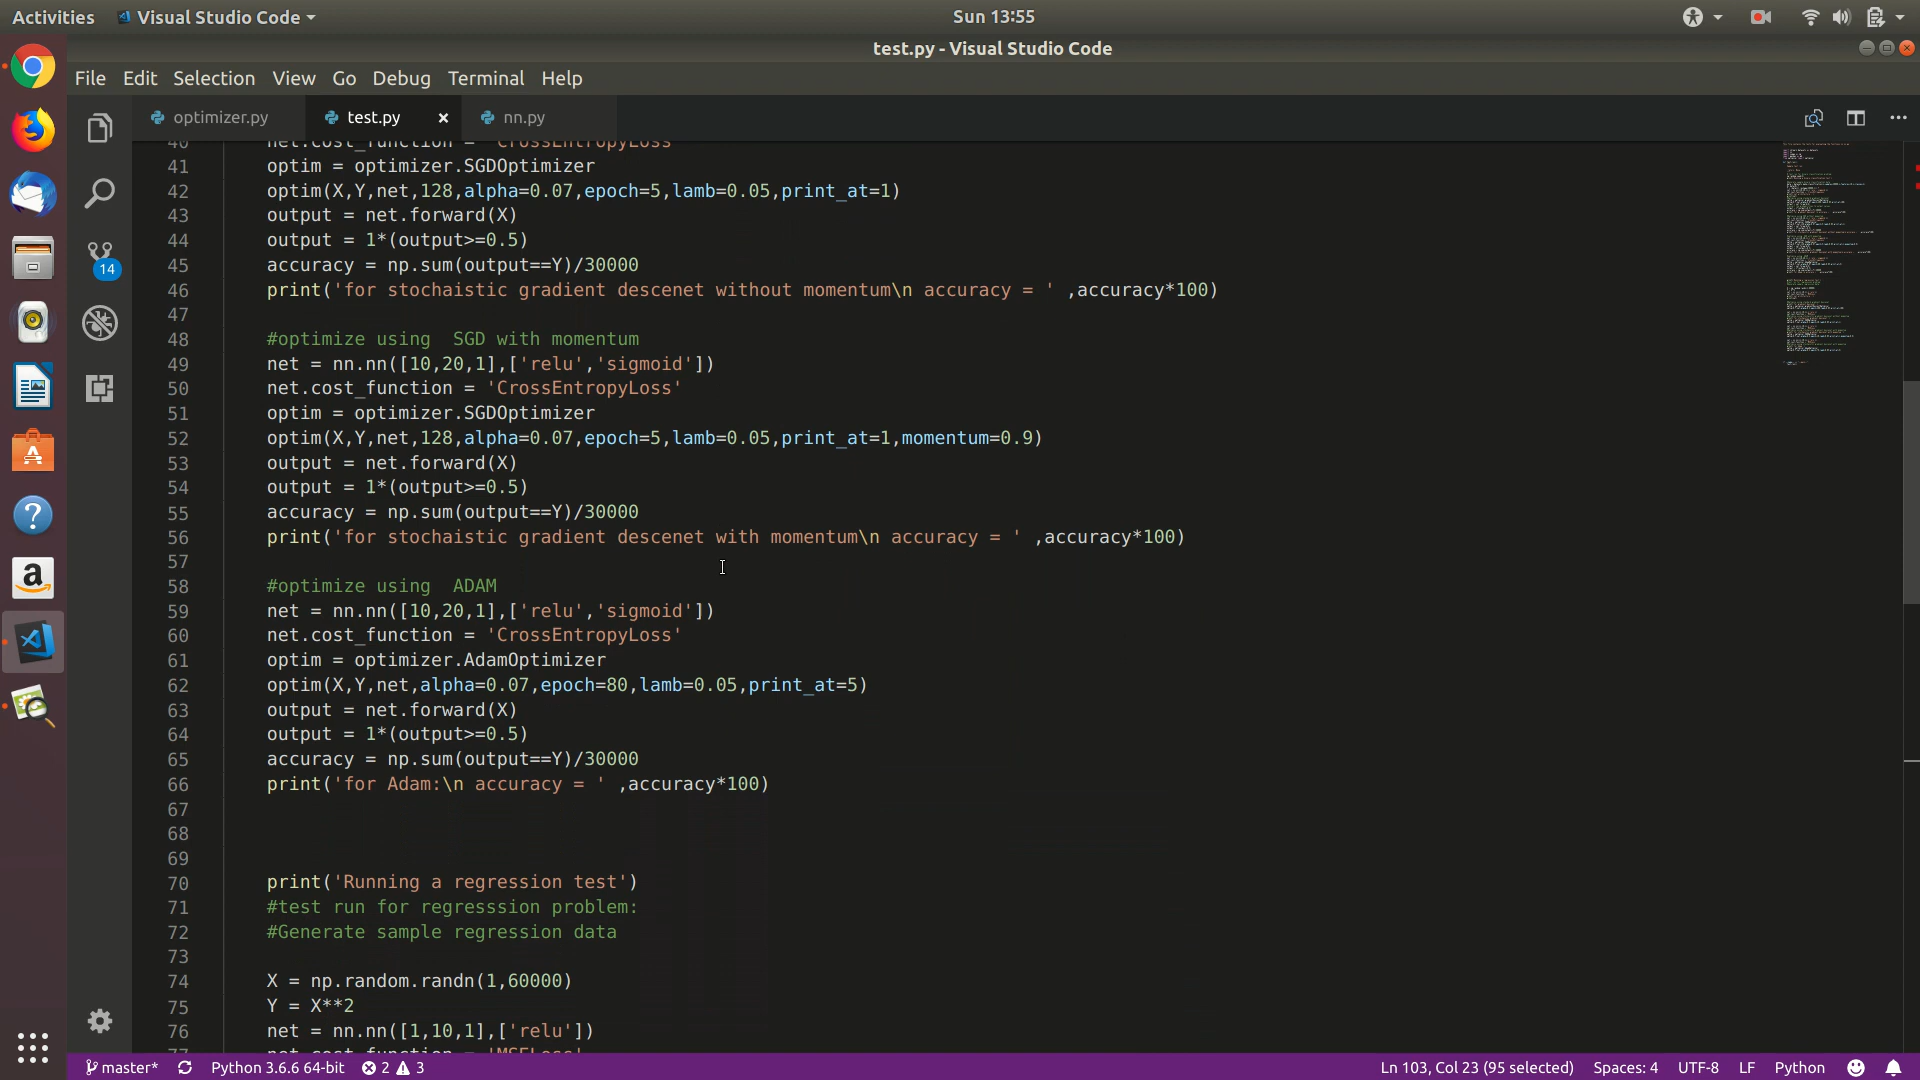 Activities Visual Studio Code Sun 13:55
test.py - Visual Studio Code
File Edit Selection View Go Debug Terminal Help
optimizer.py test.py nn.py
40 net.cost_function = 'CrossEntropyLoss'
41 optim = optimizer.SGDOptimizer
42 optim(X,Y,net,128,alpha=0.07,epoch=5,lamb=0.05,print_at=1)
43 output = net.forward(X)
44 output = 1*(output>=0.5)
45 accuracy = np.sum(output==Y)/30000
46 print('for stochaistic gradient descenet without momentum\n accuracy = ' ,accuracy*100)
47
48 #optimize using  SGD with momentum
49 net = nn.nn([10,20,1],['relu','sigmoid'])
50 net.cost_function = 'CrossEntropyLoss'
51 optim = optimizer.SGDOptimizer
52 optim(X,Y,net,128,alpha=0.07,epoch=5,lamb=0.05,print_at=1,momentum=0.9)
53 output = net.forward(X)
54 output = 1*(output>=0.5)
55 accuracy = np.sum(output==Y)/30000
56 print('for stochaistic gradient descenet with momentum\n accuracy = ' ,accuracy*100)
57
58 #optimize using  ADAM
59 net = nn.nn([10,20,1],['relu','sigmoid'])
60 net.cost_function = 'CrossEntropyLoss'
61 optim = optimizer.AdamOptimizer
62 optim(X,Y,net,alpha=0.07,epoch=80,lamb=0.05,print_at=5)
63 output = net.forward(X)
64 output = 1*(output>=0.5)
65 accuracy = np.sum(output==Y)/30000
66 print('for Adam:\n accuracy = ' ,accuracy*100)
67
68
69
70 print('Running a regression test')
71 #test run for regresssion problem:
72 #Generate sample regression data
73
74 X = np.random.randn(1,60000)
75 Y = X**2
76 net = nn.nn([1,10,1],['relu'])
77 net.cost_function = 'MSELoss'
14
master* Python 3.6.6 64-bit 2 3 Ln 103, Col 23 (95 selected) Spaces: 4 UTF-8 LF Python